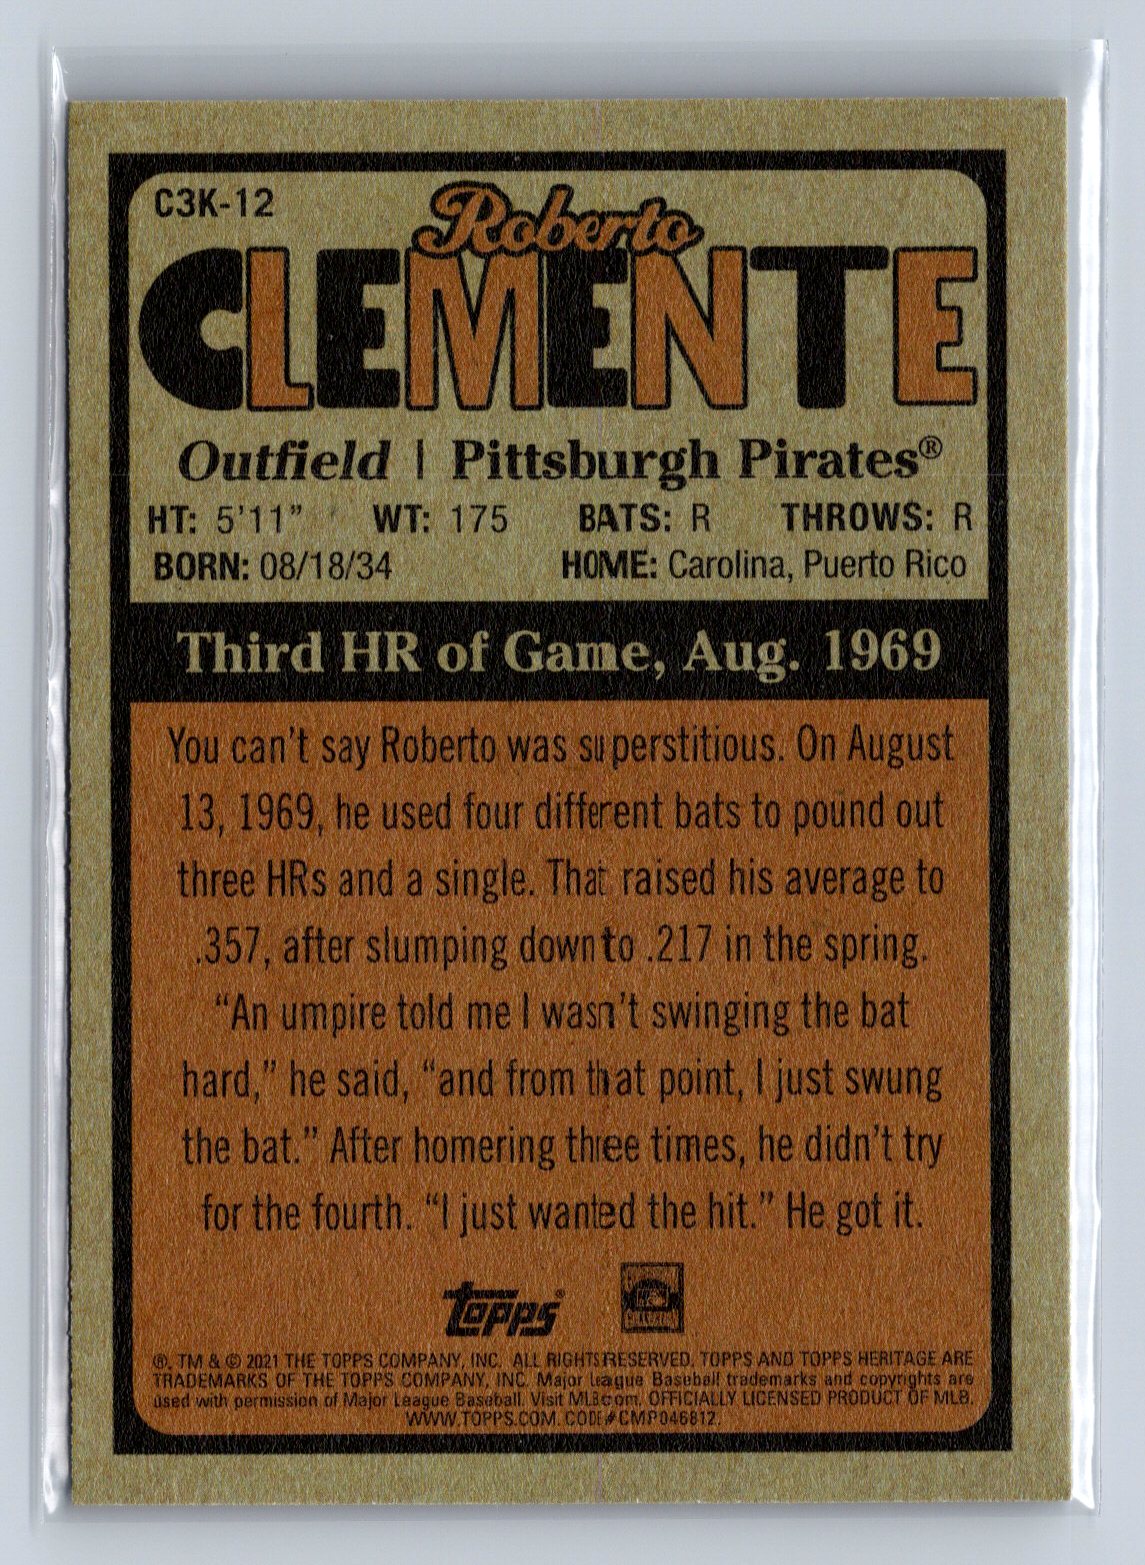 C3K-12
Roberto
CLEMENTE
Outfield | Pittsburgh Pirates®
HT: 5'11" WT: 175 BATS: R THROWS: R
BORN: 08/18/34 HOME: Carolina, Puerto Rico
Third HR of Game, Aug. 1969
You can't say Roberto was superstitious. On August
13, 1969, he used four different bats to pound out
three HRs and a single. That raised his average to
.357, after slumping down to .217 in the spring.
“An umpire told me I wasn't swinging the bat
hard,” he said, “and from that point, I just swung
the bat.” After homering three times, he didn't try
for the fourth. “I just wanted the hit.” He got it.
topps®
®, TM & © 2021 THE TOPPS COMPANY, INC. ALL RIGHTS RESERVED. TOPPS AND TOPPS HERITAGE ARE
TRADEMARKS OF THE TOPPS COMPANY, INC. Major League Baseball trademarks and copyrights are
used with permission of Major League Baseball. Visit MLB.com. OFFICIALLY LICENSED PRODUCT OF MLB.
WWW.TOPPS.COM. CODE#CMP046812.